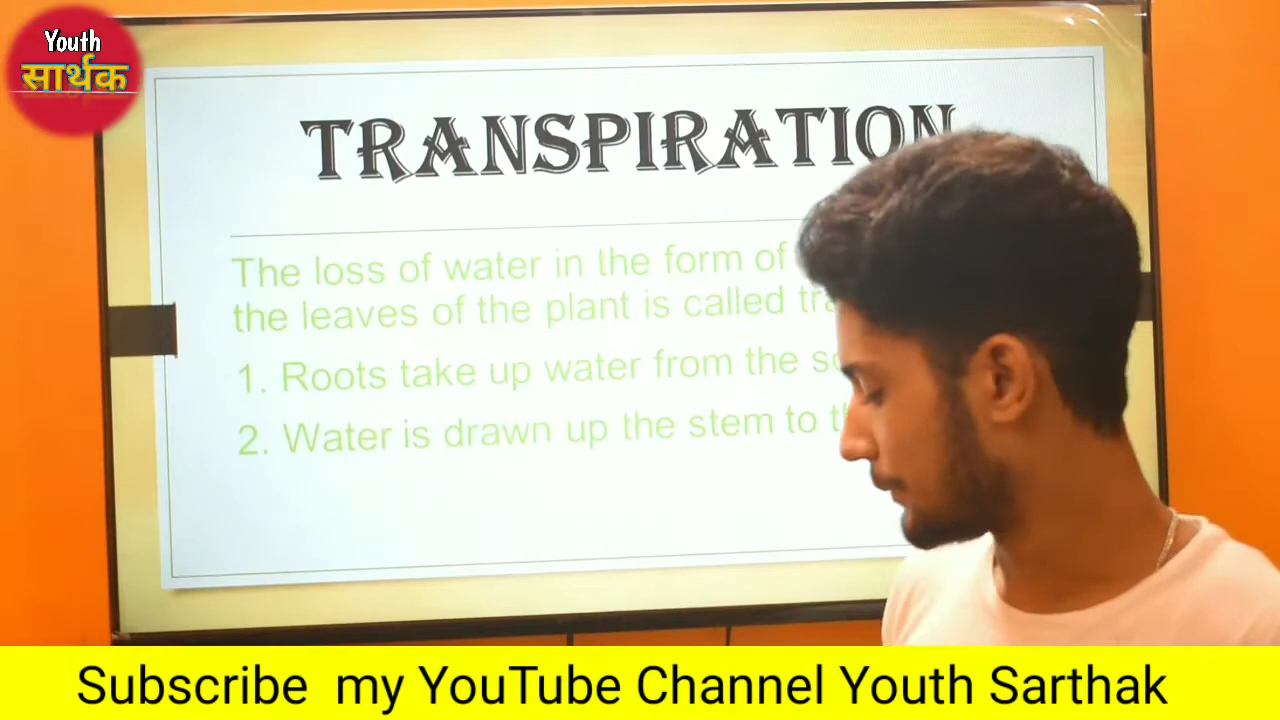 Youth
सार्थक
TRANSPIRATION
The loss of water in the form of
the leaves of the plant is called
1. Roots take up water from the
2. Water is drawn up the stem to
Subscribe my YouTube Channel Youth Sarthak